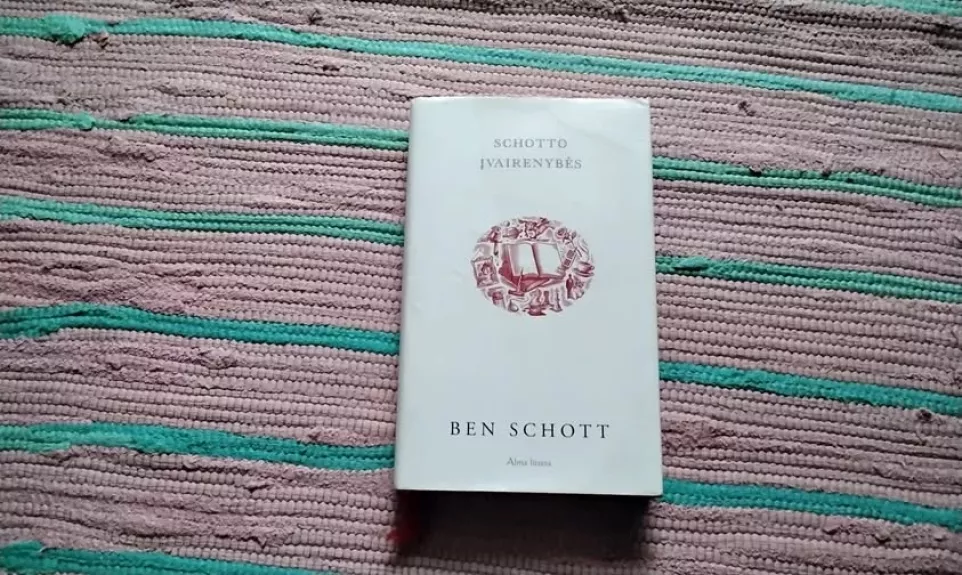 SCHOTTO
ĮVAIRENYBĖS
BEN SCHOTT
Alma littera